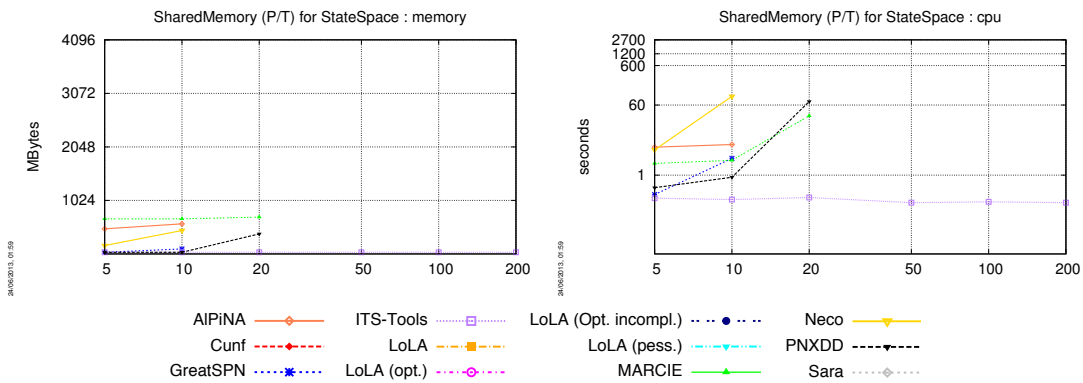 SharedMemory (P/T) for StateSpace : memory
4096
3072
2048
1024
MBytes
5 10 20 50 100 200
24/06/2013, 01:59
SharedMemory (P/T) for StateSpace : cpu
2700
1200
600
60
1
seconds
5 10 20 50 100 200
24/06/2013, 01:59
AlPiNA ITS-Tools LoLA (Opt. incompl.) Neco
Cunf LoLA LoLA (pess.) PNXDD
GreatSPN LoLA (opt.) MARCIE Sara